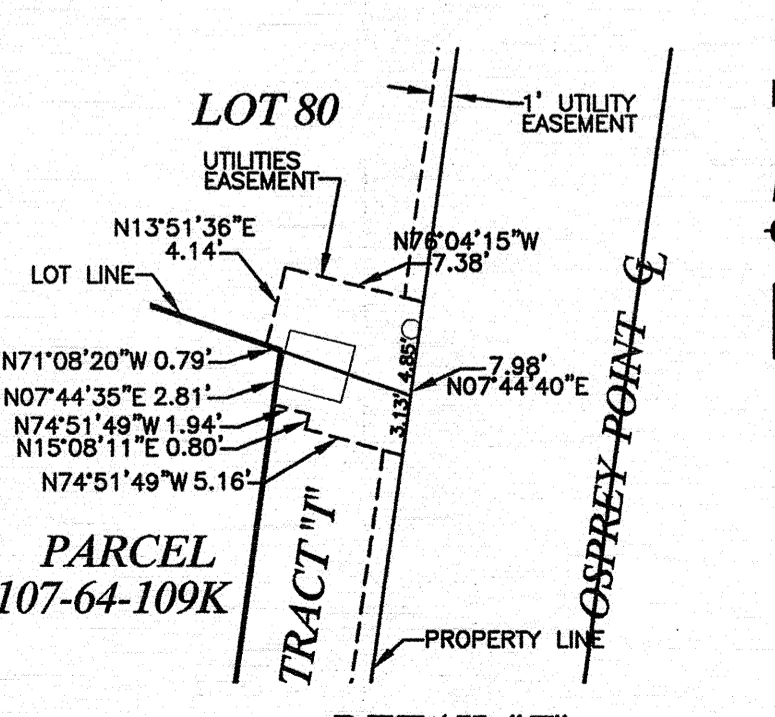 LOT 80
1' UTILITY
EASEMENT
UTILITIES
EASEMENT
N13°51'36"E
4.14'
N76°04'15"W
7.38'
LOT LINE
N71°08'20"W 0.79'
N07°44'35"E 2.81'
N74°51'49"W 1.94'
N15°08'11"E 0.80'
N74°51'49"W 5.16'
4.85'
3.13'
7.98'
N07°44'40"E
OSPREY POINT ℄
PARCEL
107-64-109K
TRACT "I"
PROPERTY LINE